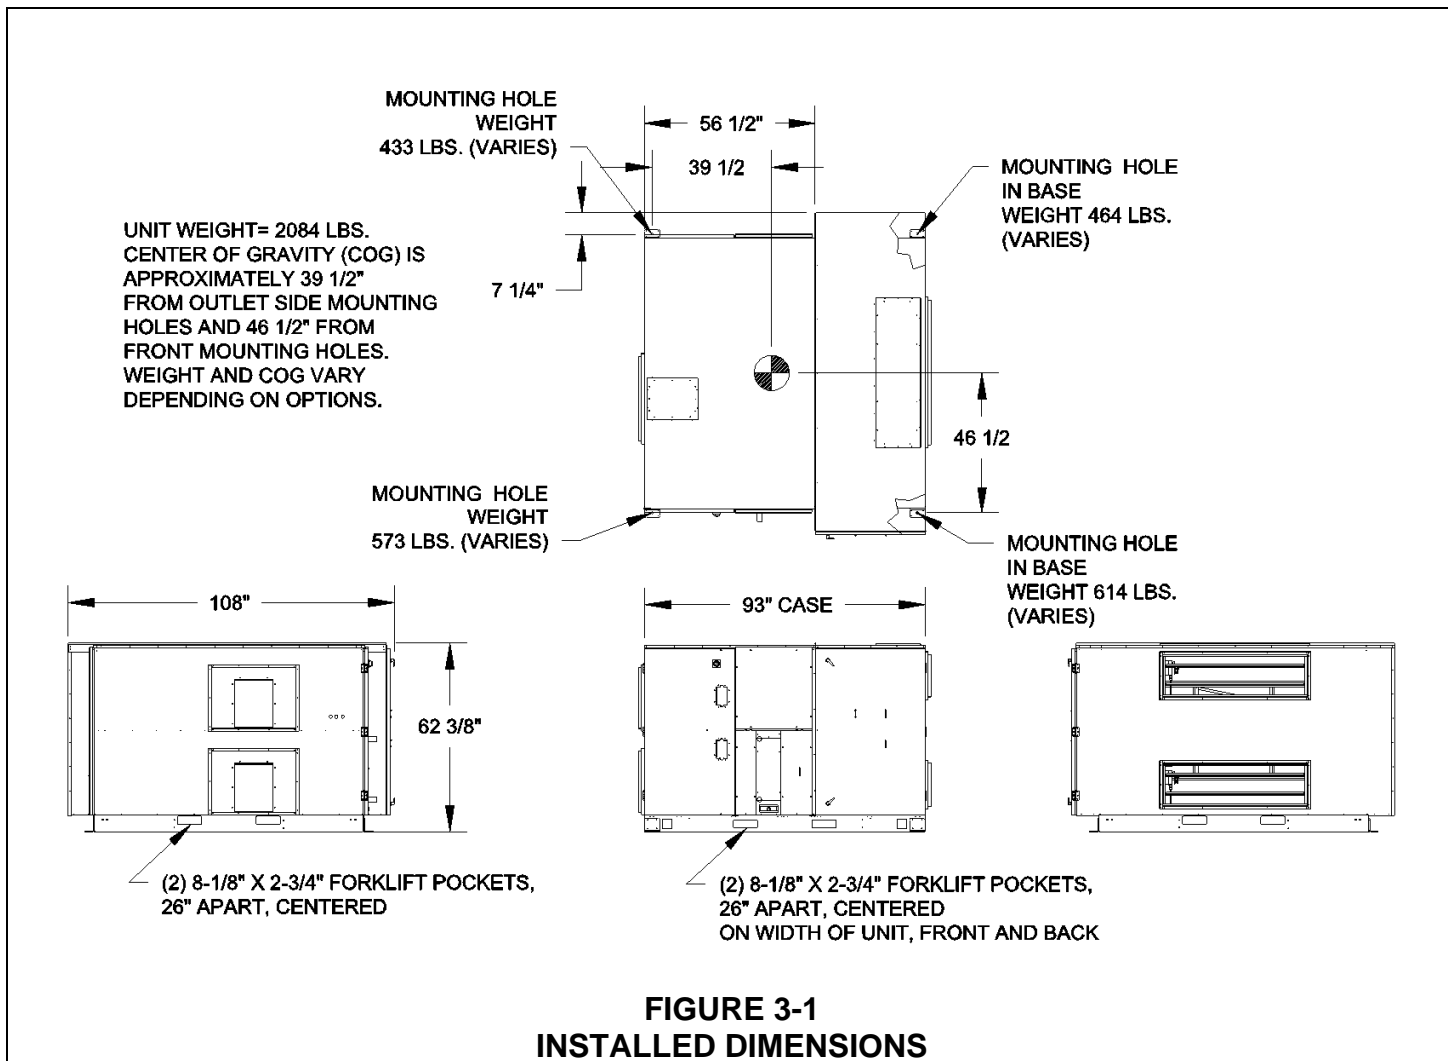 MOUNTING HOLE
WEIGHT
433 LBS. (VARIES)
56 1/2"
39 1/2
MOUNTING HOLE
IN BASE
WEIGHT 464 LBS.
(VARIES)
UNIT WEIGHT= 2084 LBS.
CENTER OF GRAVITY (COG) IS
APPROXIMATELY 39 1/2"
FROM OUTLET SIDE MOUNTING
HOLES AND 46 1/2" FROM
FRONT MOUNTING HOLES.
WEIGHT AND COG VARY
DEPENDING ON OPTIONS.
7 1/4"
46 1/2
MOUNTING HOLE
WEIGHT
573 LBS. (VARIES)
MOUNTING HOLE
IN BASE
WEIGHT 614 LBS.
(VARIES)
108"
93" CASE
62 3/8"
(2) 8-1/8" X 2-3/4" FORKLIFT POCKETS,
26" APART, CENTERED
(2) 8-1/8" X 2-3/4" FORKLIFT POCKETS,
26" APART, CENTERED
ON WIDTH OF UNIT, FRONT AND BACK
FIGURE 3-1
INSTALLED DIMENSIONS